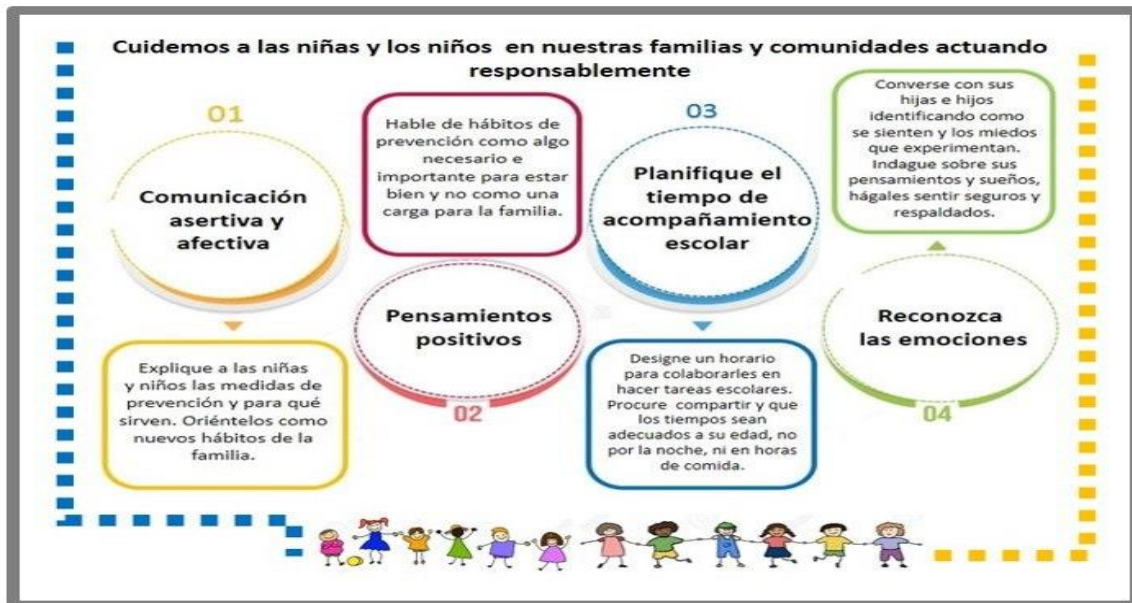 Cuidemos a las niñas y los niños en nuestras familias y comunidades actuando
responsablemente
01
Comunicación
asertiva y
afectiva
Explique a las niñas
y niños las medidas de
prevención y para qué
sirven. Oriéntelos como
nuevos hábitos de la
familia.
Hable de hábitos de
prevención como algo
necesario e
importante para estar
bien y no como una
carga para la familia.
Pensamientos
positivos
02
03
Planifique el
tiempo de
acompañamiento
escolar
Designe un horario
para colaborarles en
hacer tareas escolares.
Procure compartir y que
los tiempos sean
adecuados a su edad, no
por la noche, ni en horas
de comida.
Converse con sus
hijas e hijos
identificando como
se sienten y los miedos
que experimentan.
Indague sobre sus
pensamientos y sueños,
hágales sentir seguros y
respaldados.
Reconozca
las emociones
04